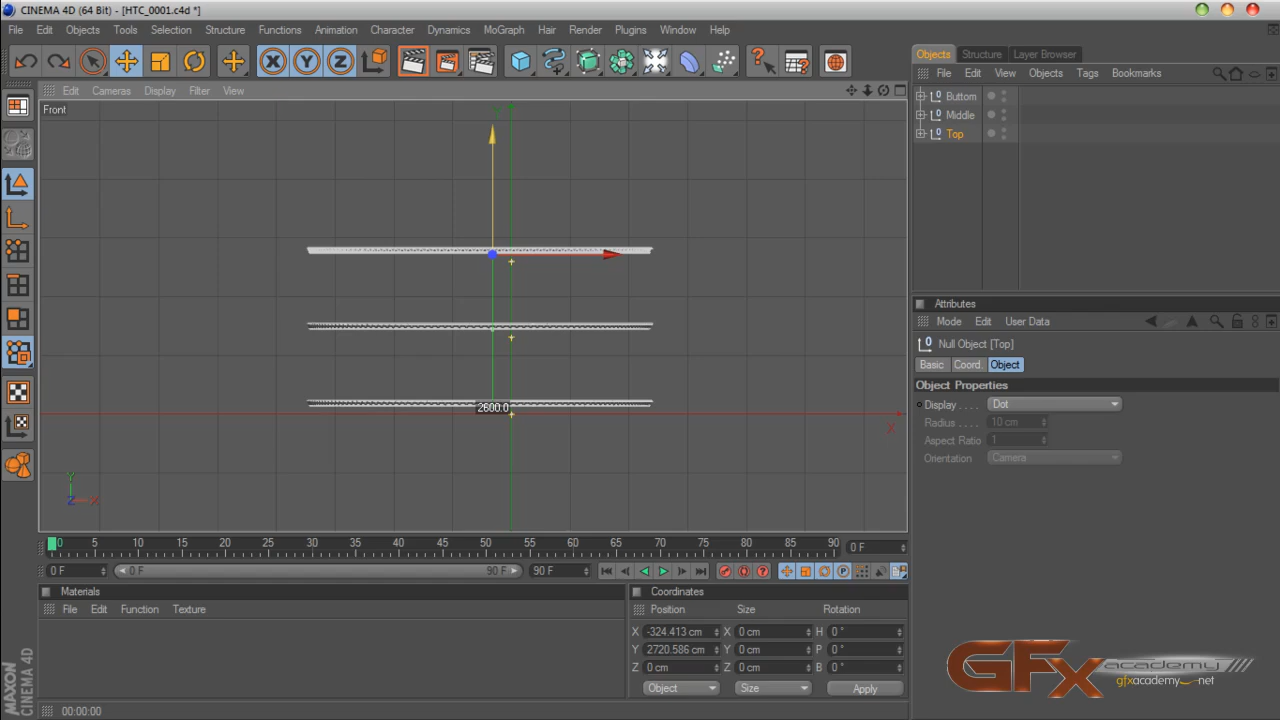 CINEMA 4D (64 Bit) - [HTC_0001.c4d *]
File Edit Objects Tools Selection Structure Functions Animation Character Dynamics MoGraph Hair Render Plugins Window Help
X Y Z
Objects Structure Layer Browser
File Edit View Objects Tags Bookmarks
Edit Cameras Display Filter View
Front
Buttom
Middle
Top
2600.0
X
Y
Z X
Attributes
Mode Edit User Data
Null Object [Top]
Basic Coord. Object
Object Properties
Display . . . . Dot
Radius . . . . 10 cm
Aspect Ratio 1
Orientation Camera
0 5 10 15 20 25 30 35 40 45 50 55 60 65 70 75 80 85 90 0 F
0 F 0 F 90 F 90 F
Materials
File Edit Function Texture
Coordinates
Position Size Rotation
X -324.413 cm X 0 cm H 0 °
Y 2720.586 cm Y 0 cm P 0 °
Z 0 cm Z 0 cm B 0 °
Object Size Apply
MAXON
CINEMA 4D
GFx academy
gfxacademy.net
00:00:00